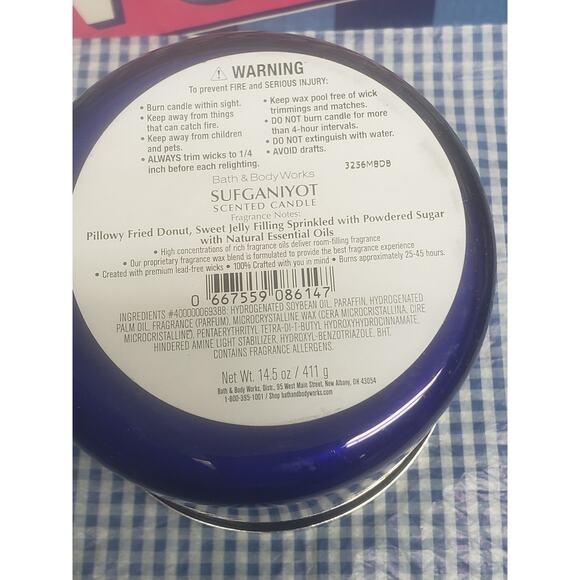 ⚠ WARNING
To prevent FIRE and SERIOUS INJURY:
• Burn candle within sight.
• Keep away from things
that can catch fire.
• Keep away from children
and pets.
• ALWAYS trim wicks to 1/4
inch before each relighting.
• Keep wax pool free of wick
trimmings and matches.
• DO NOT burn candle for more
than 4-hour intervals.
• DO NOT extinguish with water.
• AVOID drafts.
3236MBDB
Bath & Body Works
SUFGANIYOT
SCENTED CANDLE
Fragrance Notes:
Pillowy Fried Donut, Sweet Jelly Filling Sprinkled with Powdered Sugar
with Natural Essential Oils
• High concentrations of rich fragrance oils deliver room-filling fragrance
• Our proprietary fragrance wax blend is formulated to provide the best fragrance experience
• Created with premium lead-free wicks • 100% Crafted with you in mind • Burns approximately 25-45 hours.
0 667559 086147
INGREDIENTS #400000069388: HYDROGENATED SOYBEAN OIL, PARAFFIN, HYDROGENATED
PALM OIL, FRAGRANCE (PARFUM), MICROCRYSTALLINE WAX (CERA MICROCRISTALLINA, CIRE
MICROCRISTALLINE), PENTAERYTHRITYL TETRA-DI-T-BUTYL HYDROXYHYDROCINNAMATE,
HINDERED AMINE LIGHT STABILIZER, HYDROXYL-BENZOTRIAZOLE, BHT.
CONTAINS FRAGRANCE ALLERGENS.
Net Wt. 14.5 oz / 411 g
Bath & Body Works, Distr., 95 West Main Street, New Albany, OH 43054
1-800-395-1001 / Shop bathandbodyworks.com